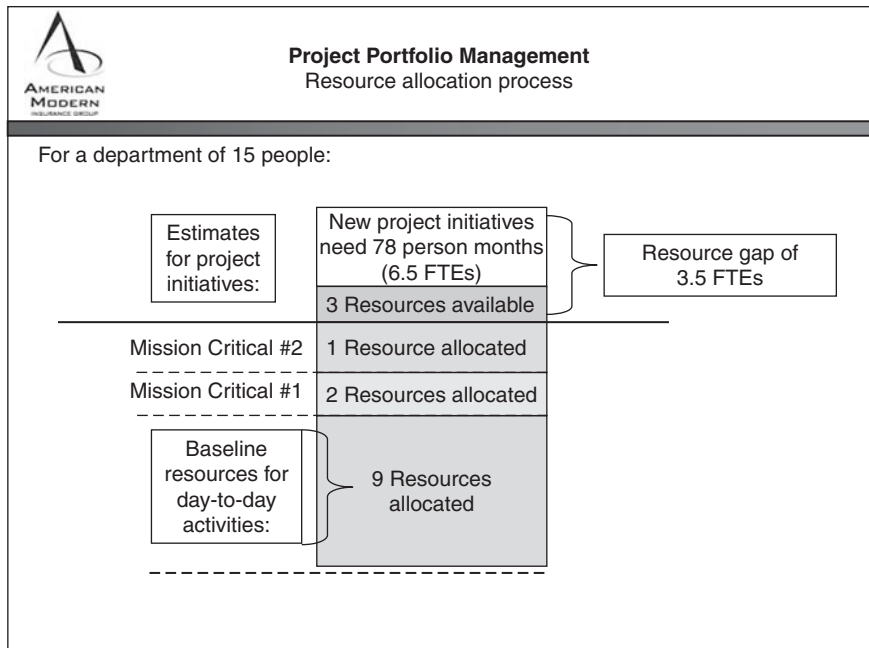 AMERICAN
MODERN
INSURANCE GROUP
Project Portfolio Management
Resource allocation process
For a department of 15 people:
Estimates
for project
initiatives:
New project initiatives
need 78 person months
(6.5 FTEs)
Resource gap of
3.5 FTEs
3 Resources available
Mission Critical #2
1 Resource allocated
Mission Critical #1
2 Resources allocated
Baseline
resources for
day-to-day
activities:
9 Resources
allocated